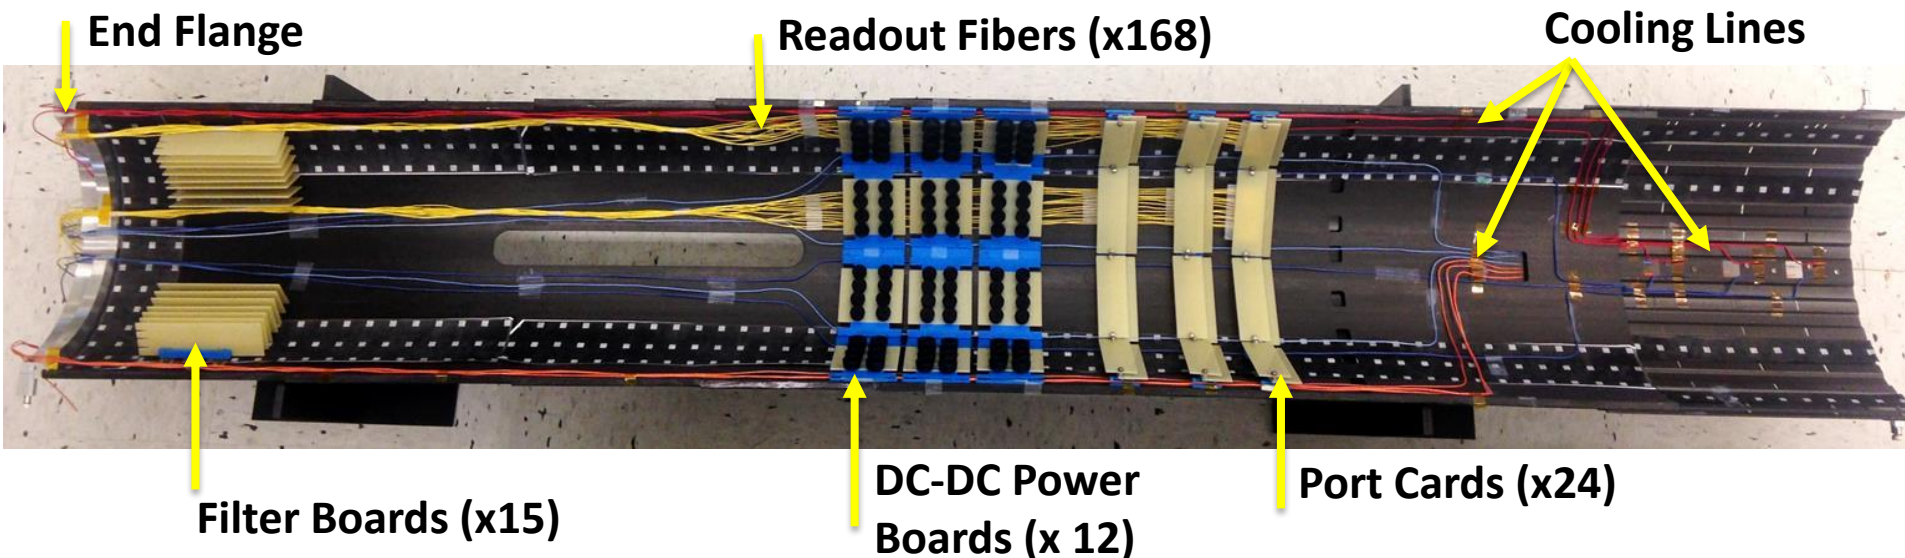 End Flange
Readout Fibers (x168)
Cooling Lines
Filter Boards (x15)
DC-DC Power
Boards (x 12)
Port Cards (x24)